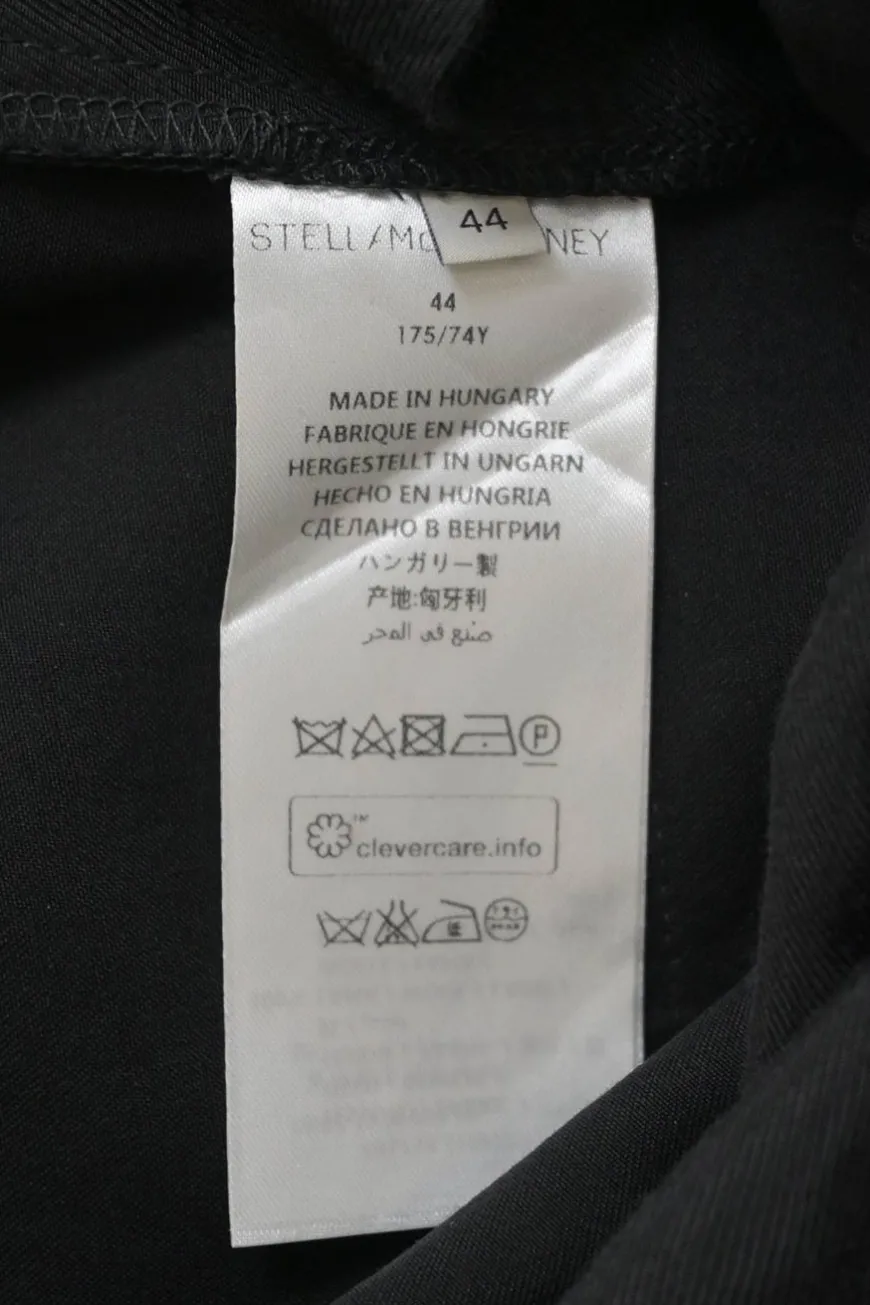 44
STELL
NEY
44
175/74Y
MADE IN HUNGARY
FABRIQUE EN HONGRIE
HERGESTELLT IN UNGARN
HECHO EN HUNGRIA
СДЕЛАНО В ВЕНГРИИ
ハンガリー製
产地:匈牙利
صنع في المجر
P
™
clevercare.info